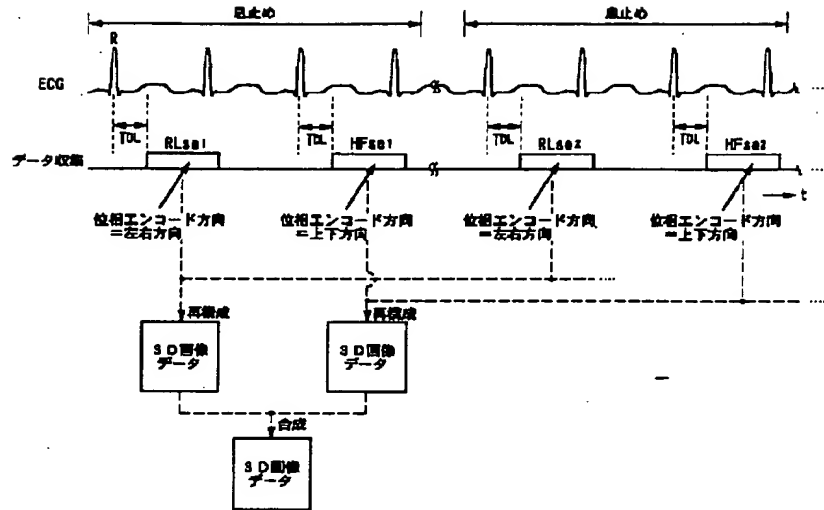 息止め
息止め
R
ECG
TDL
TDL
TDL
TDL
RLse1
HFse1
RLse2
HFse2
データ収集
t
位相エンコード方向
=左右方向
位相エンコード方向
=上下方向
位相エンコード方向
=左右方向
位相エンコード方向
=上下方向
再構成
再構成
3D画像
データ
3D画像
データ
合成
3D画像
データ